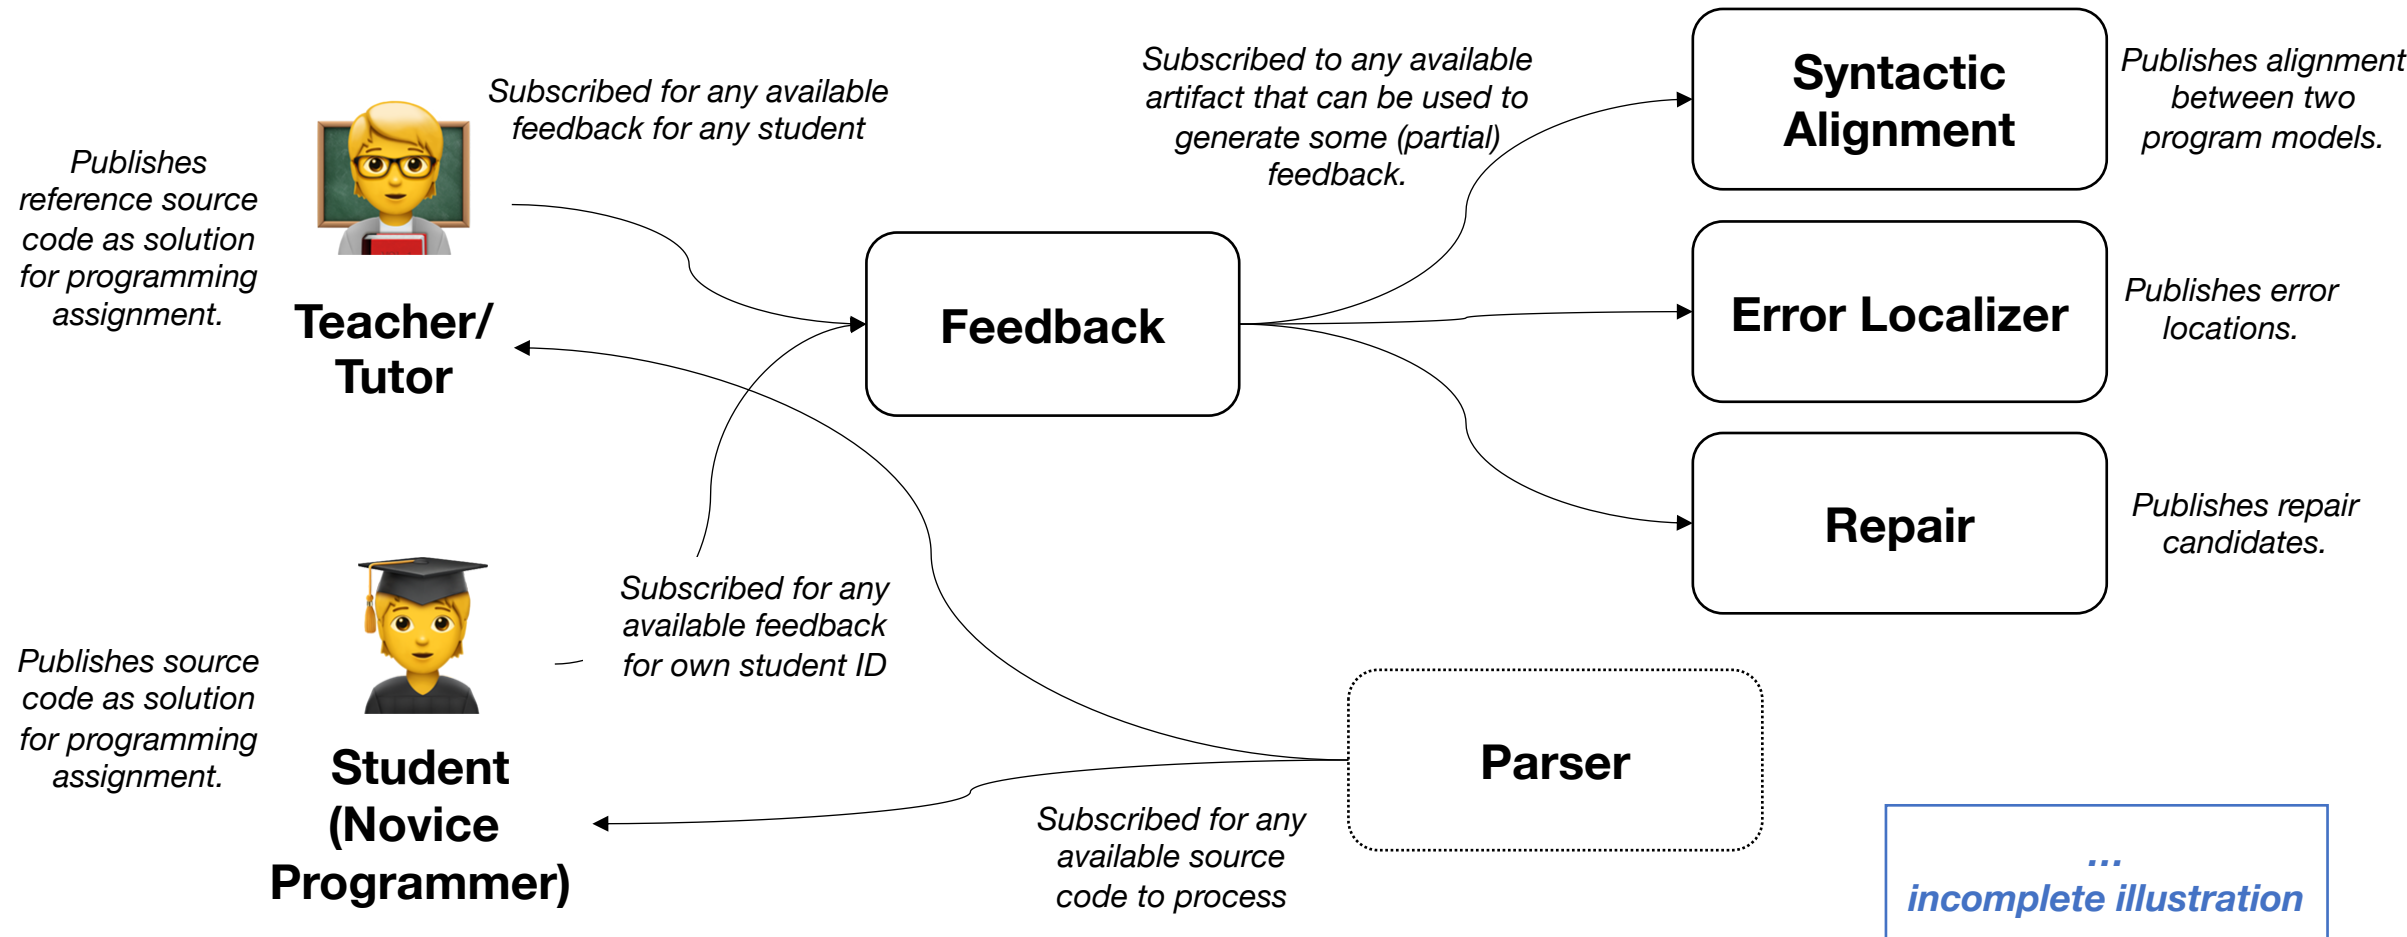 Publishes
reference source
code as solution
for programming
assignment.
Subscribed for any available
feedback for any student
Teacher/
Tutor
Feedback
Subscribed to any available
artifact that can be used to
generate some (partial)
feedback.
Syntactic
Alignment
Publishes alignment
between two
program models.
Error Localizer
Publishes error
locations.
Repair
Publishes repair
candidates.
Publishes source
code as solution
for programming
assignment.
Student
(Novice
Programmer)
Subscribed for any
available feedback
for own student ID
Parser
Subscribed for any
available source
code to process
...
incomplete illustration